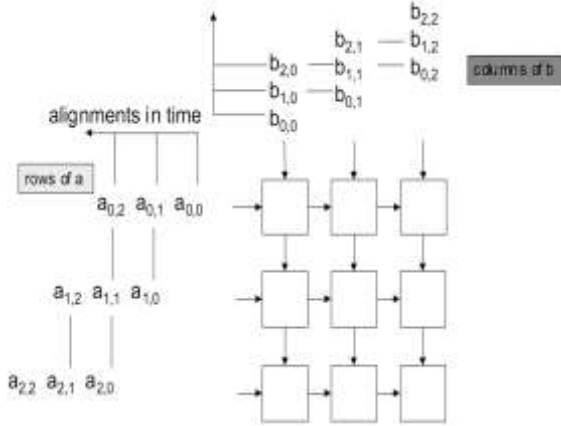 b2,2
b2,1 b1,2
b2,0 b1,1 b0,2 columns of b
b1,0 b0,1
b0,0
alignments in time
rows of a
a0,2 a0,1 a0,0
a1,2 a1,1 a1,0
a2,2 a2,1 a2,0